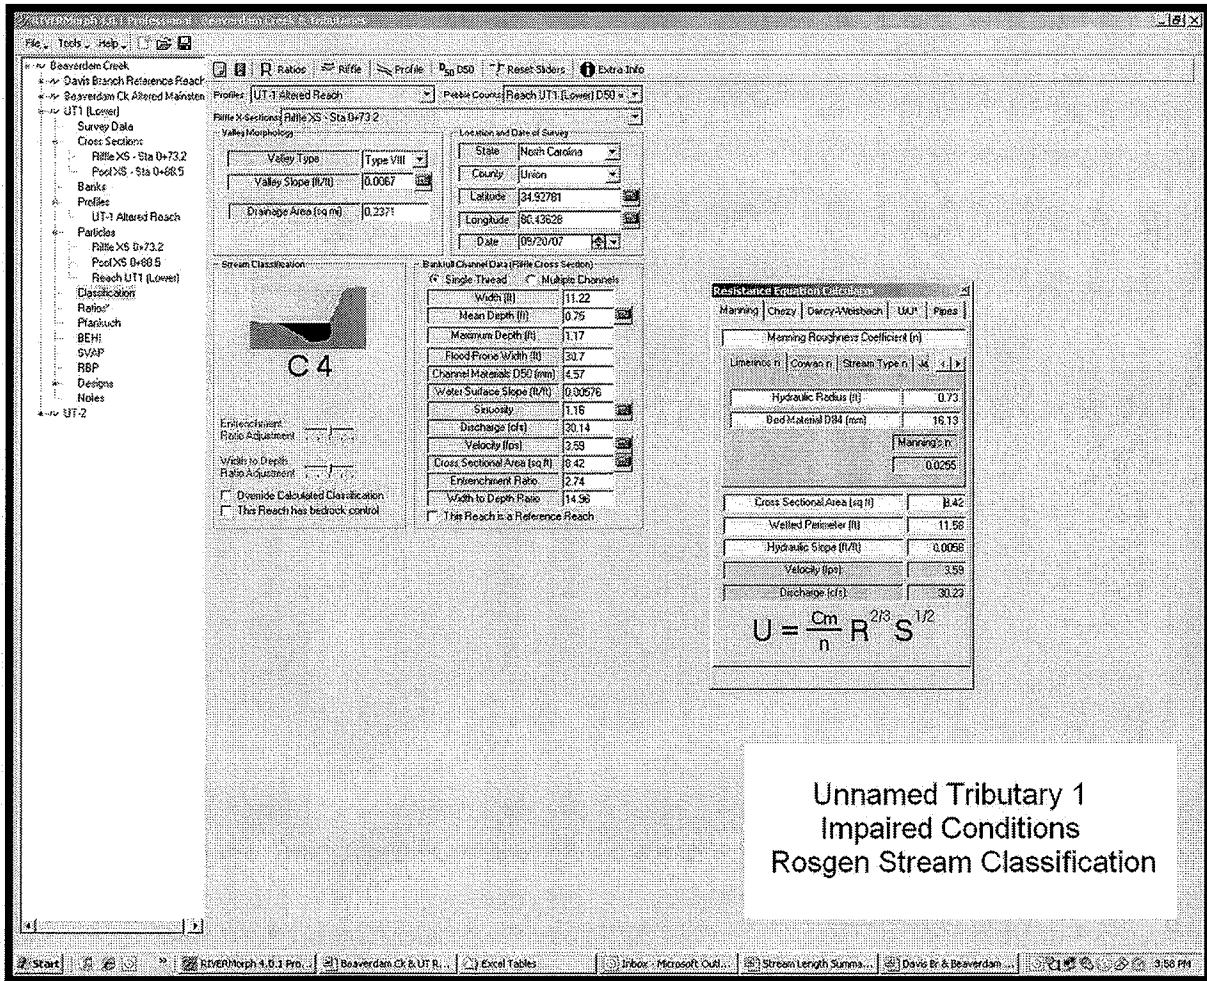 RIVERMorph 4.0.1 Professional - Beaverdam Creek & Tributaries
File Tools Help
Beaverdam Creek
Davis Branch Reference Reach
Beaverdam Ck Altered Mainstem
UT1 (Lower)
Survey Data
Cross Sections
Riffle XS - Sta 0+73.2
Pool XS - Sta 0+88.5
Banks
Profiles
UT-1 Altered Reach
Particles
Riffle XS 0+73.2
Pool XS 0+88.5
Reach UT1 (Lower)
Classification
Ratios*
Pfankuch
BEHI
SVAP
RBP
Designs
Notes
UT-2
R Ratios Riffle Profile D50 D50 Reset Sliders Extra Info
Profiles UT-1 Altered Reach Pebble Counts Reach UT1 (Lower) D50 =
Riffle X-Sections Riffle XS - Sta 0+73.2
Valley Morphology
Valley Type Type VIII
Valley Slope (ft/ft) 0.0067
Drainage Area (sq mi) 0.2371
Location and Date of Survey
State North Carolina
County Union
Latitude 34.92781
Longitude 80.43628
Date 09/20/07
Stream Classification
C 4
Entrenchment
Ratio Adjustment
Width to Depth
Ratio Adjustment
Override Calculated Classification
This Reach has bedrock control
Bankfull Channel Data (Riffle Cross Section)
Single Thread Multiple Channels
Width (ft) 11.22
Mean Depth (ft) 0.75
Maximum Depth (ft) 1.17
Flood-Prone Width (ft) 30.7
Channel Materials D50 (mm) 4.57
Water Surface Slope (ft/ft) 0.00576
Sinuosity 1.16
Discharge (cfs) 30.14
Velocity (fps) 3.59
Cross Sectional Area (sq ft) 8.42
Entrenchment Ratio 2.74
Width to Depth Ratio 14.96
This Reach is a Reference Reach
Resistance Equation Calculator
Manning Chezy Darcy-Weisbach U/U* Pipes
Manning Roughness Coefficient (n)
Limerinos n Cowan n Stream Type n
Hydraulic Radius (ft) 0.73
Bed Material D84 (mm) 16.13
Manning's n:
0.0255
Cross Sectional Area (sq ft) 8.42
Wetted Perimeter (ft) 11.58
Hydraulic Slope (ft/ft) 0.0058
Velocity (fps) 3.59
Discharge (cfs) 30.23
U = Cm/n R^2/3 S^1/2
Unnamed Tributary 1
Impaired Conditions
Rosgen Stream Classification
Start » RIVERMorph 4.0.1 Pro... Beaverdam Ck & UT R... Excel Tables Inbox - Microsoft Outl... Stream Length Summa... Davis Br & Beaverdam ... 3:58 PM